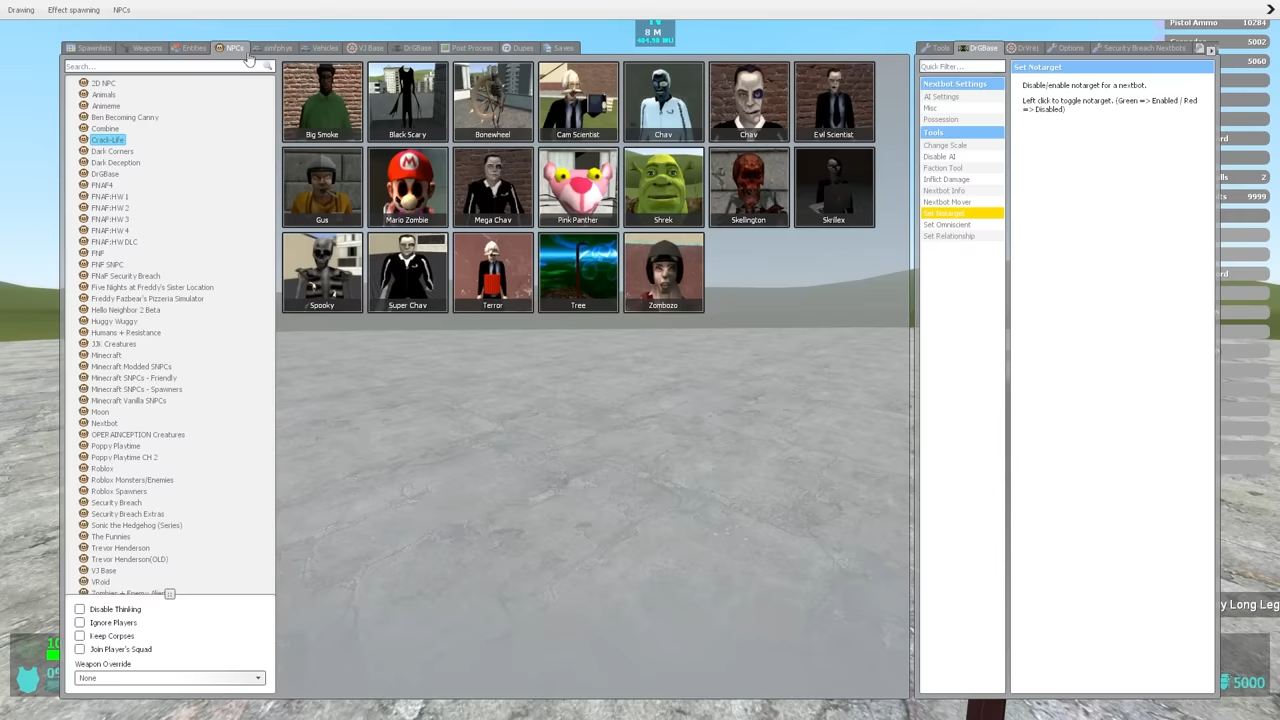 Drawing Effect spawning NPCs
Pistol Ammo 10284
N
8 M
5002
Spawnlists Weapons Entities NPCs simfphys Vehicles VJ Base DrGBase Post Process Dupes Saves
Tools DrGBase DrVrej Options Security Breach Nextbots
Search...
2D NPC
Animals
Animeme
Ben Becoming Canny
Combine
Crack-Life
Dark Corners
Dark Deception
DrGBase
FNAF4
FNAF:HW 1
FNAF:HW 2
FNAF:HW 3
FNAF:HW 4
FNAF:HW DLC
FNF
FNF SNPC
FNaF Security Breach
Five Nights at Freddy's Sister Location
Freddy Fazbear's Pizzeria Simulator
Hello Neighbor 2 Beta
Huggy Wuggy
Humans + Resistance
JJK Creatures
Minecraft
Minecraft Modded SNPCs
Minecraft SNPCs - Friendly
Minecraft SNPCs - Spawners
Minecraft Vanilla SNPCs
Moon
Nextbot
OPERAINCEPTION Creatures
Poppy Playtime
Poppy Playtime CH 2
Roblox
Roblox Monsters/Enemies
Roblox Spawners
Security Breach
Security Breach Extras
Sonic the Hedgehog (Series)
The Funnies
Trevor Henderson
Trevor Henderson(OLD)
VJ Base
VRoid
Disable Thinking
Ignore Players
Keep Corpses
Join Player's Squad
Weapon Override
None
Big Smoke Black Scary Bonewheel Cam Scientist Chav Chav Evil Scientist
Gus Mario Zombie Mega Chav Pink Panther Shrek Skelington Skrillex
Spooky Super Chav Terror Tree Zombozo
Quick Filter...
Nextbot Settings
AI Settings
Misc
Possession
Tools
Change Scale
Disable AI
Faction Tool
Inflict Damage
Nextbot Info
Nextbot Mover
Set Notarget
Set Omniscient
Set Relationship
Set Notarget
Disable/enable notarget for a nextbot.
Left click to toggle notarget. (Green => Enabled / Red
=> Disabled)
5060
2
9999
y Long Leg
5000